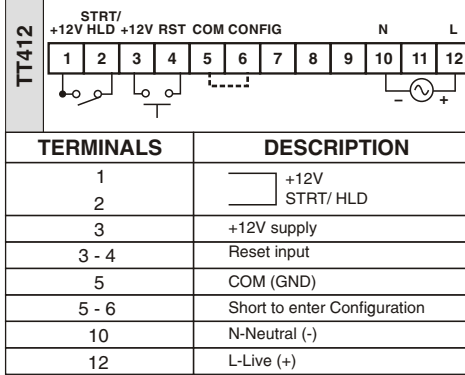 TT412
STRT/
+12V HLD +12V RST COM CONFIG N L
1 2 3 4 5 6 7 8 9 10 11 12
– +
TERMINALS DESCRIPTION
1 +12V
2 STRT/ HLD
3 +12V supply
3 - 4 Reset input
5 COM (GND)
5 - 6 Short to enter Configuration
10 N-Neutral (-)
12 L-Live (+)